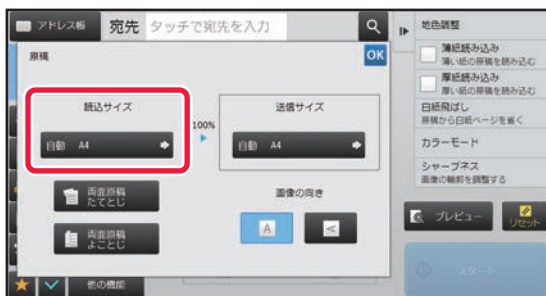 アドレス帳
宛先 タッチで宛先を入力
原稿
OK
読込サイズ
100%
送信サイズ
自動 A4
自動 A4
両面原稿
たてとじ
両面原稿
よことじ
画像の向き
A
A
他の機能
地色調整
薄紙読み込み
薄い紙の原稿を読み込む
厚紙読み込み
厚い紙の原稿を読み込む
白紙飛ばし
原稿から白紙ページを省く
カラーモード
シャープネス
画像の輪郭を調整する
プレビュー
リセット
スタート